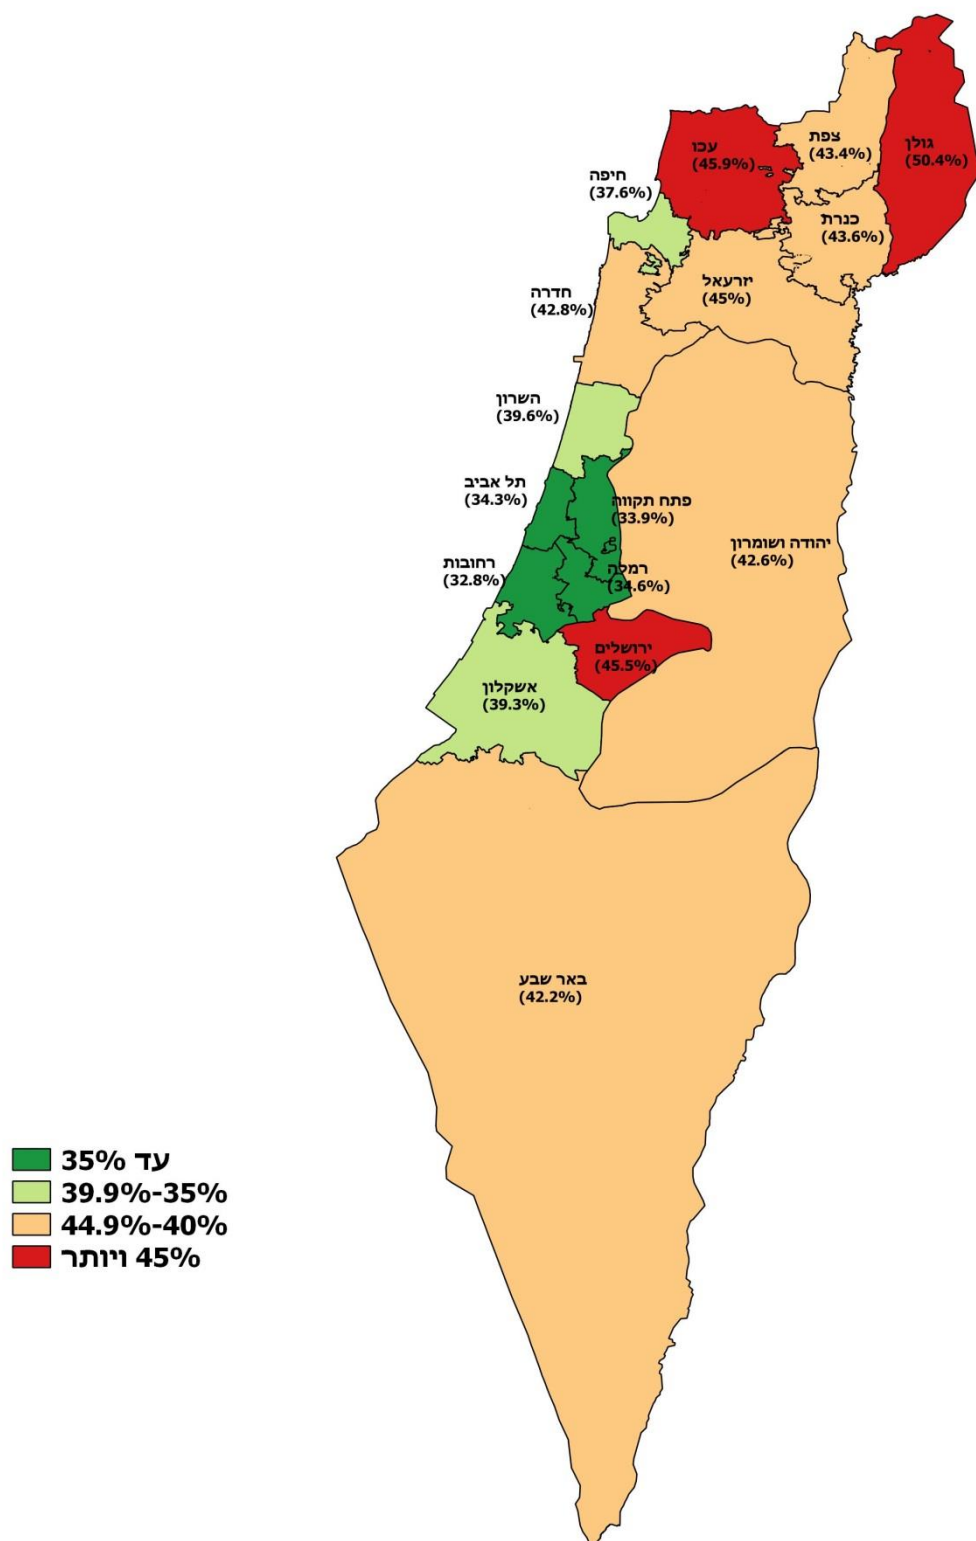 צפת
(43.4%)
גולן
(50.4%)
עכו
(45.9%)
חיפה
(37.6%)
כנרת
(43.6%)
יזרעאל
(45%)
חדרה
(42.8%)
השרון
(39.6%)
תל אביב
(34.3%)
פתח תקווה
(33.9%)
יהודה ושומרון
(42.6%)
רחובות
(32.8%)
רמלה
(34.6%)
ירושלים
(45.5%)
אשקלון
(39.3%)
באר שבע
(42.2%)
עד 35%
39.9%-35%
44.9%-40%
45% ויותר